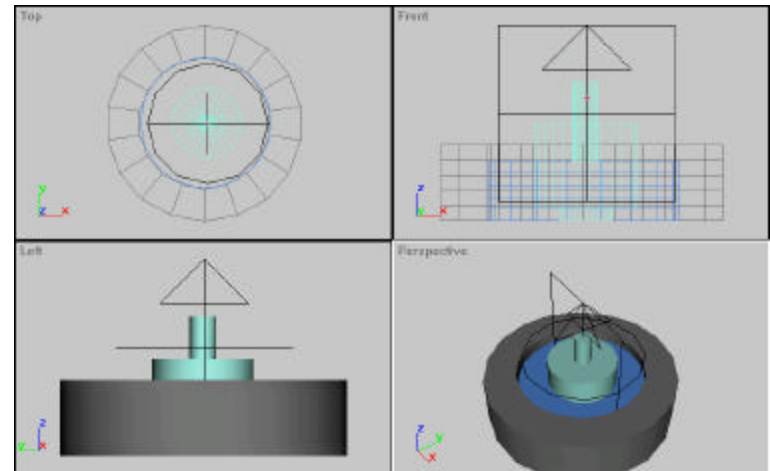 Top
Front
y
z x
z
y x
Left
Perspective
z
y x
z
y
x